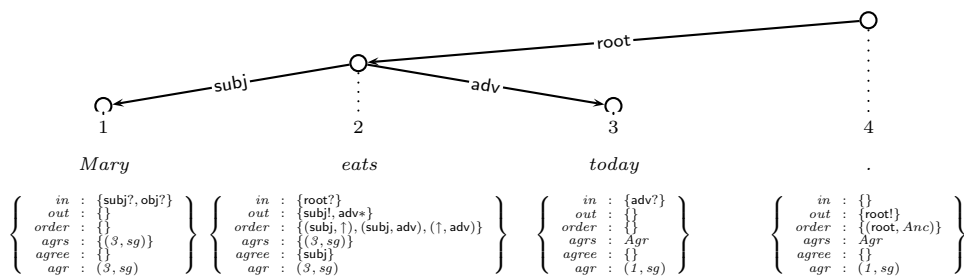 root
subj adv
1 2 3 4
Mary eats today .
in : {subj?, obj?} in : {root?} in : {adv?} in : {}
out : {} out : {subj!, adv∗} out : {} out : {root!}
order : {} order : {(subj, ↑), (subj, adv), (↑, adv)} order : {} order : {(root, Anc)}
agrs : {(3, sg)} agrs : {(3, sg)} agrs : Agr agrs : Agr
agree : {} agree : {subj} agree : {} agree : {}
agr : (3, sg) agr : (3, sg) agr : (1, sg) agr : (1, sg)